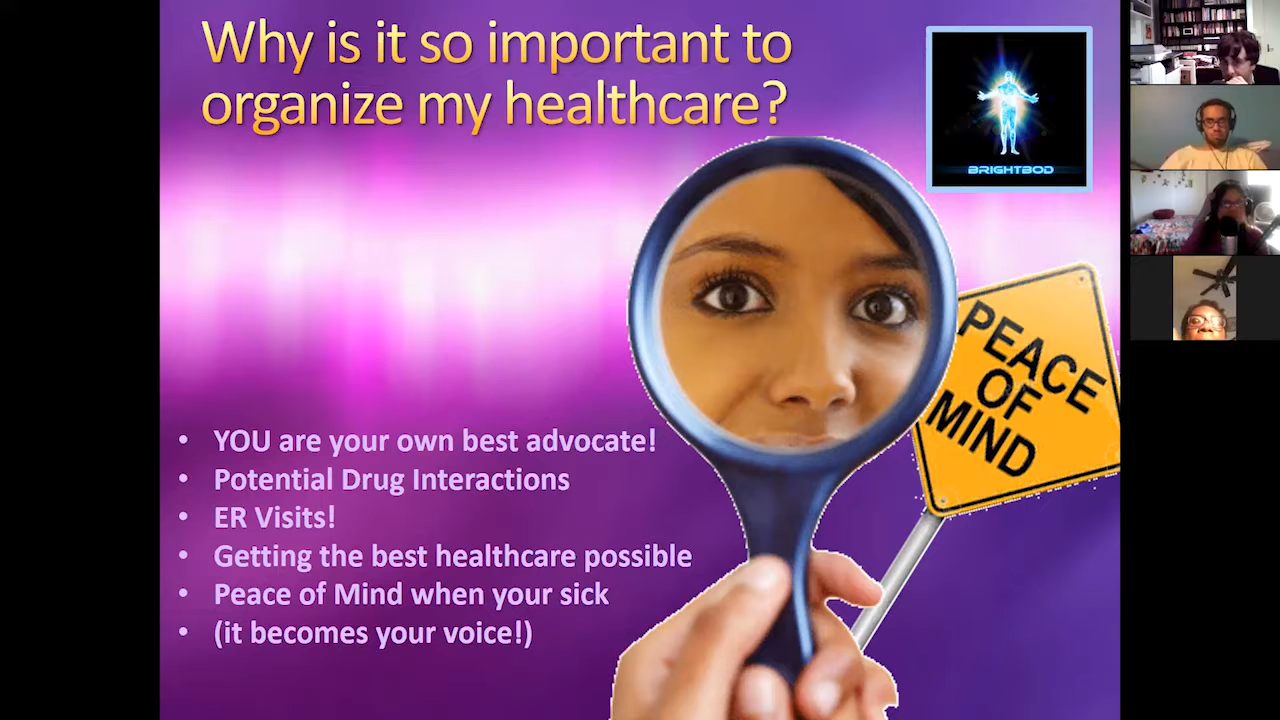 Why is it so important to
organize my healthcare?
BRIGHTBOD
PEACE
OF
MIND
• YOU are your own best advocate!
• Potential Drug Interactions
• ER Visits!
• Getting the best healthcare possible
• Peace of Mind when your sick
• (it becomes your voice!)